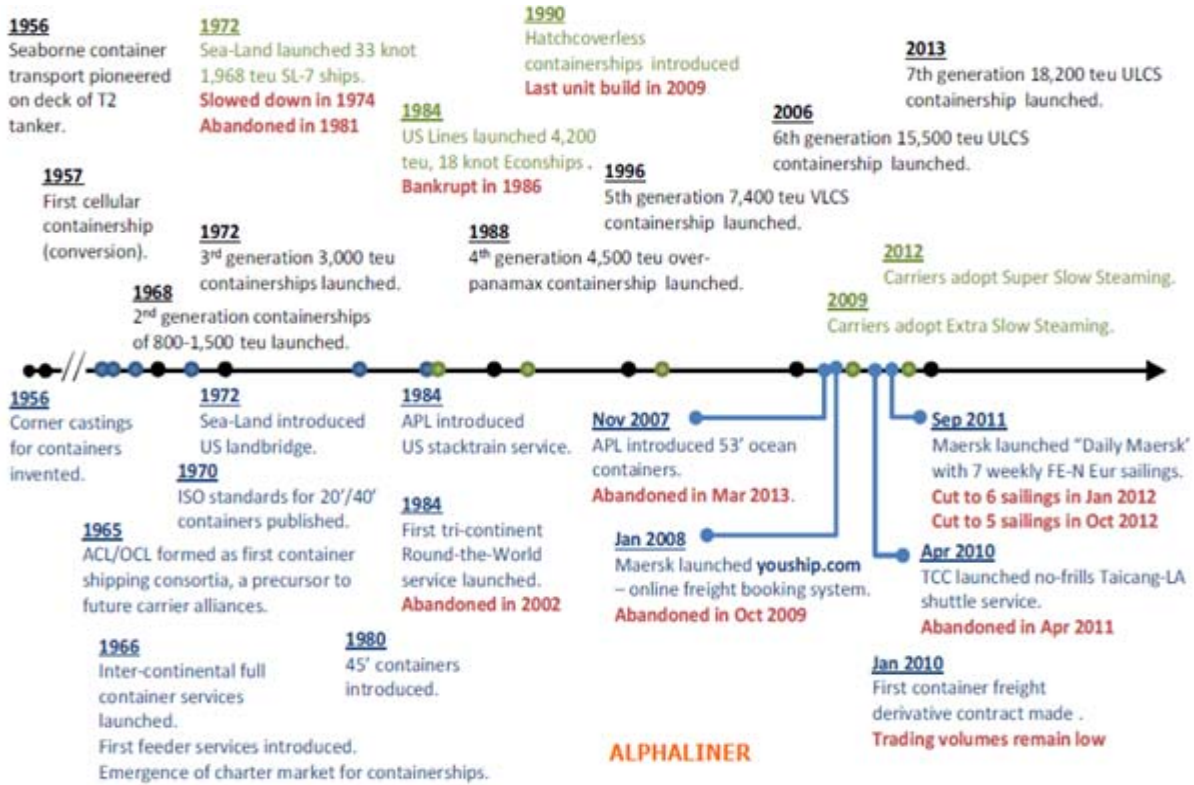 1956
Seaborne container
transport pioneered
on deck of T2
tanker.
1972
Sea-Land launched 33 knot
1,968 teu SL-7 ships.
Slowed down in 1974
Abandoned in 1981
1990
Hatchcoverless
containerships introduced
Last unit build in 2009
2013
7th generation 18,200 teu ULCS
containership launched.
1984
US Lines launched 4,200
teu, 18 knot Econships .
Bankrupt in 1986
2006
6th generation 15,500 teu ULCS
containership launched.
1957
First cellular
containership
(conversion).
1996
5th generation 7,400 teu VLCS
containership launched.
1972
3rd generation 3,000 teu
containerships launched.
1988
4th generation 4,500 teu over-
panamax containership launched.
2012
Carriers adopt Super Slow Steaming.
1968
2nd generation containerships
of 800-1,500 teu launched.
2009
Carriers adopt Extra Slow Steaming.
1956
Corner castings
for containers
invented.
1972
Sea-Land introduced
US landbridge.
1984
APL introduced
US stacktrain service.
Nov 2007
APL introduced 53' ocean
containers.
Abandoned in Mar 2013.
Sep 2011
Maersk launched "Daily Maersk'
with 7 weekly FE-N Eur sailings.
Cut to 6 sailings in Jan 2012
Cut to 5 sailings in Oct 2012
1970
ISO standards for 20'/40'
containers published.
1984
First tri-continent
Round-the-World
service launched.
Abandoned in 2002
1965
ACL/OCL formed as first container
shipping consortia, a precursor to
future carrier alliances.
Jan 2008
Maersk launched youship.com
– online freight booking system.
Abandoned in Oct 2009
Apr 2010
TCC launched no-frills Taicang-LA
shuttle service.
Abandoned in Apr 2011
1966
Inter-continental full
container services
launched.
First feeder services introduced.
Emergence of charter market for containerships.
1980
45' containers
introduced.
Jan 2010
First container freight
derivative contract made .
Trading volumes remain low
ALPHALINER